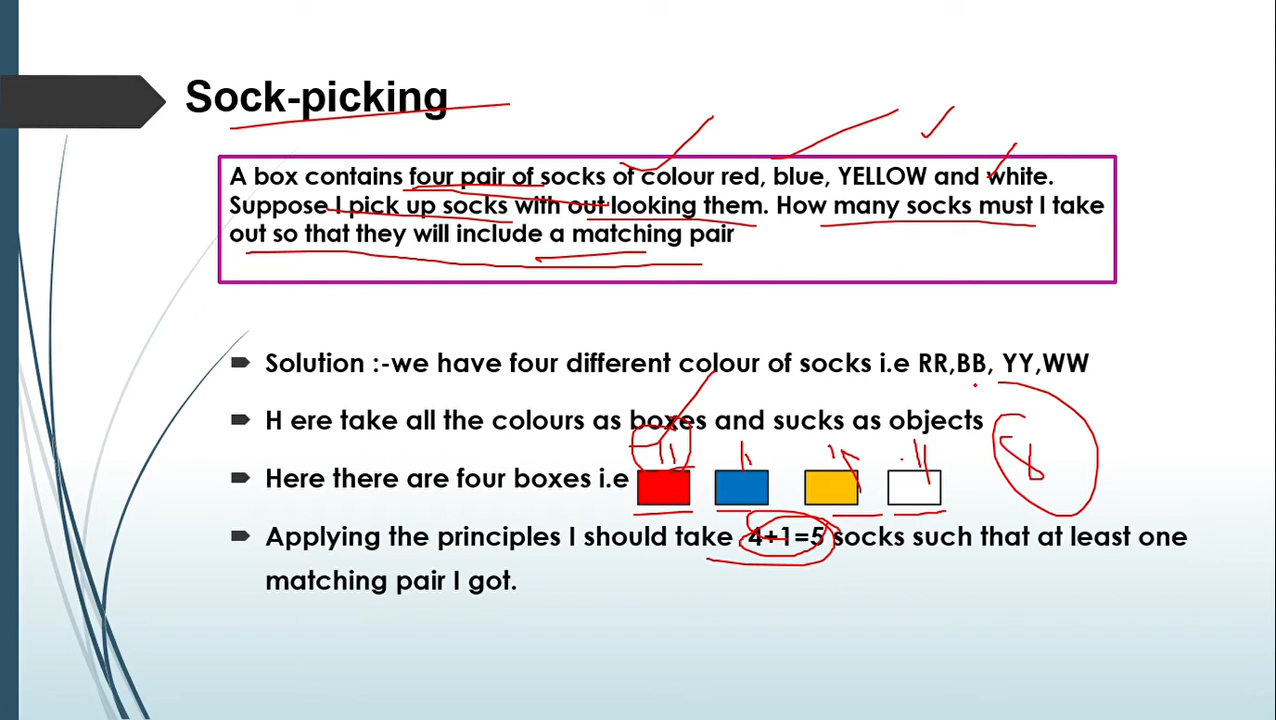 Sock-picking
A box contains four pair of socks of colour red, blue, YELLOW and white.
Suppose I pick up socks with out looking them. How many socks must I take
out so that they will include a matching pair
Solution :-we have four different colour of socks i.e RR,BB, YY,WW
H ere take all the colours as boxes and sucks as objects
8
Here there are four boxes i.e
Applying the principles I should take 4+1=5 socks such that at least one
matching pair I got.